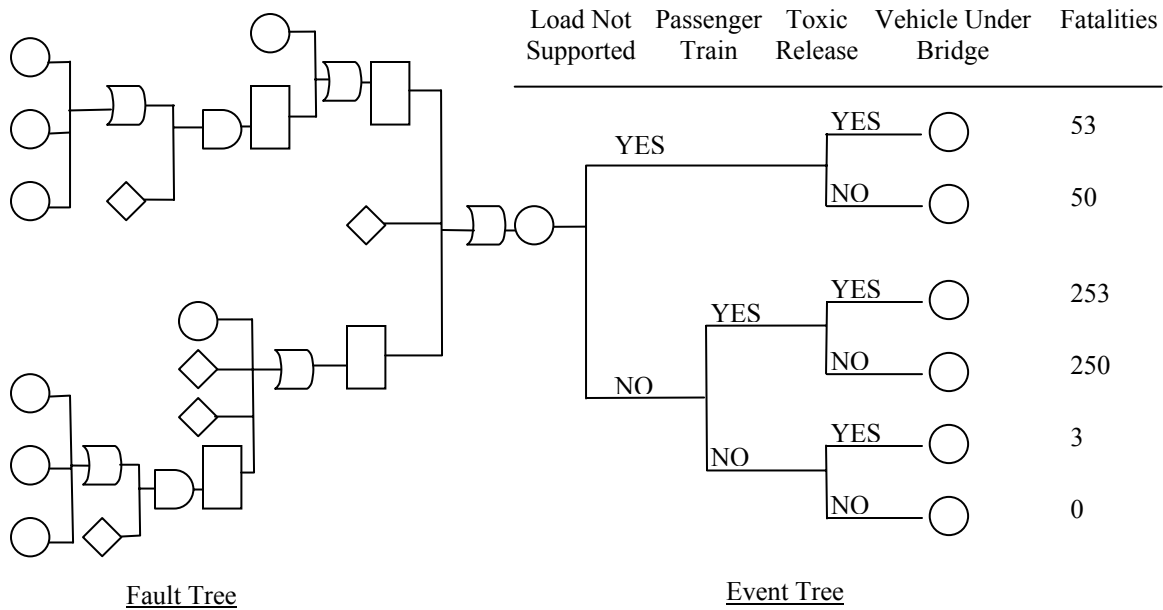 Load Not Passenger Toxic Vehicle Under Fatalities
Supported Train Release Bridge
YES 53
YES
NO 50
YES 253
YES
NO 250
NO
YES 3
NO
NO 0
Fault Tree Event Tree